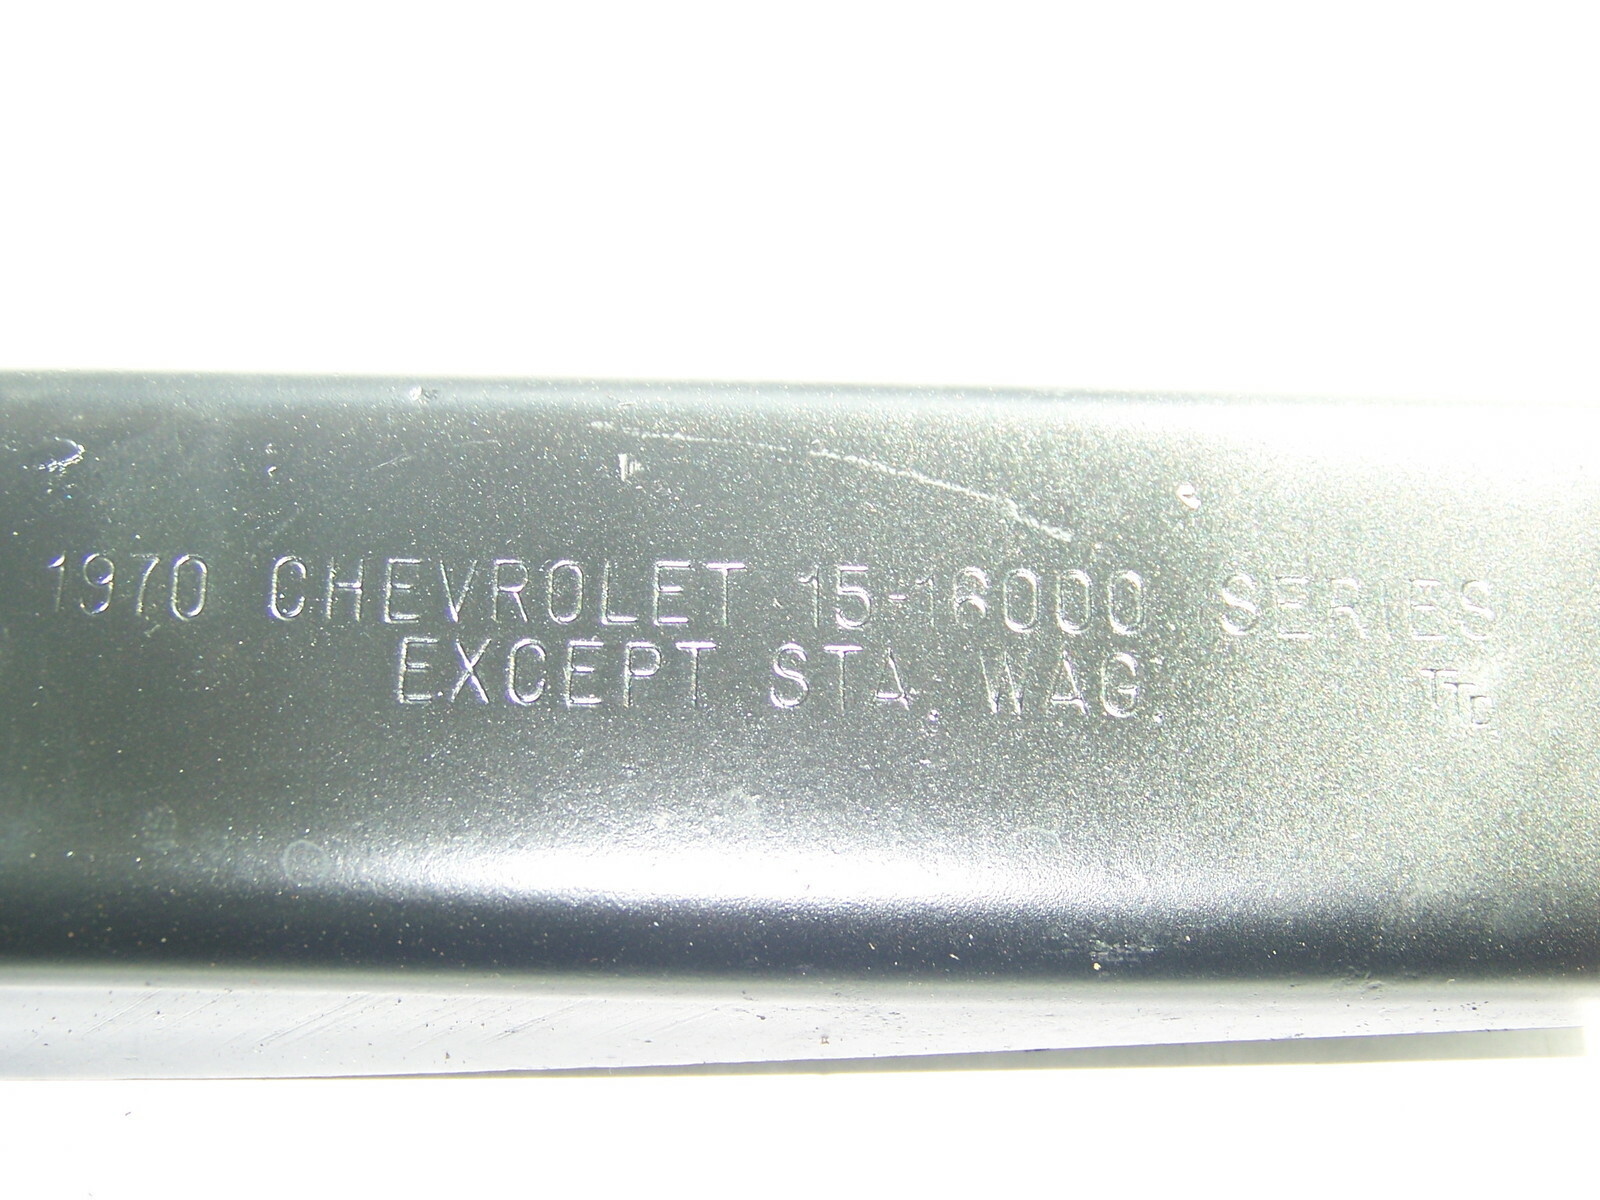 1970 CHEVROLET 15-16000 SERIES
EXCEPT STA. WAG.